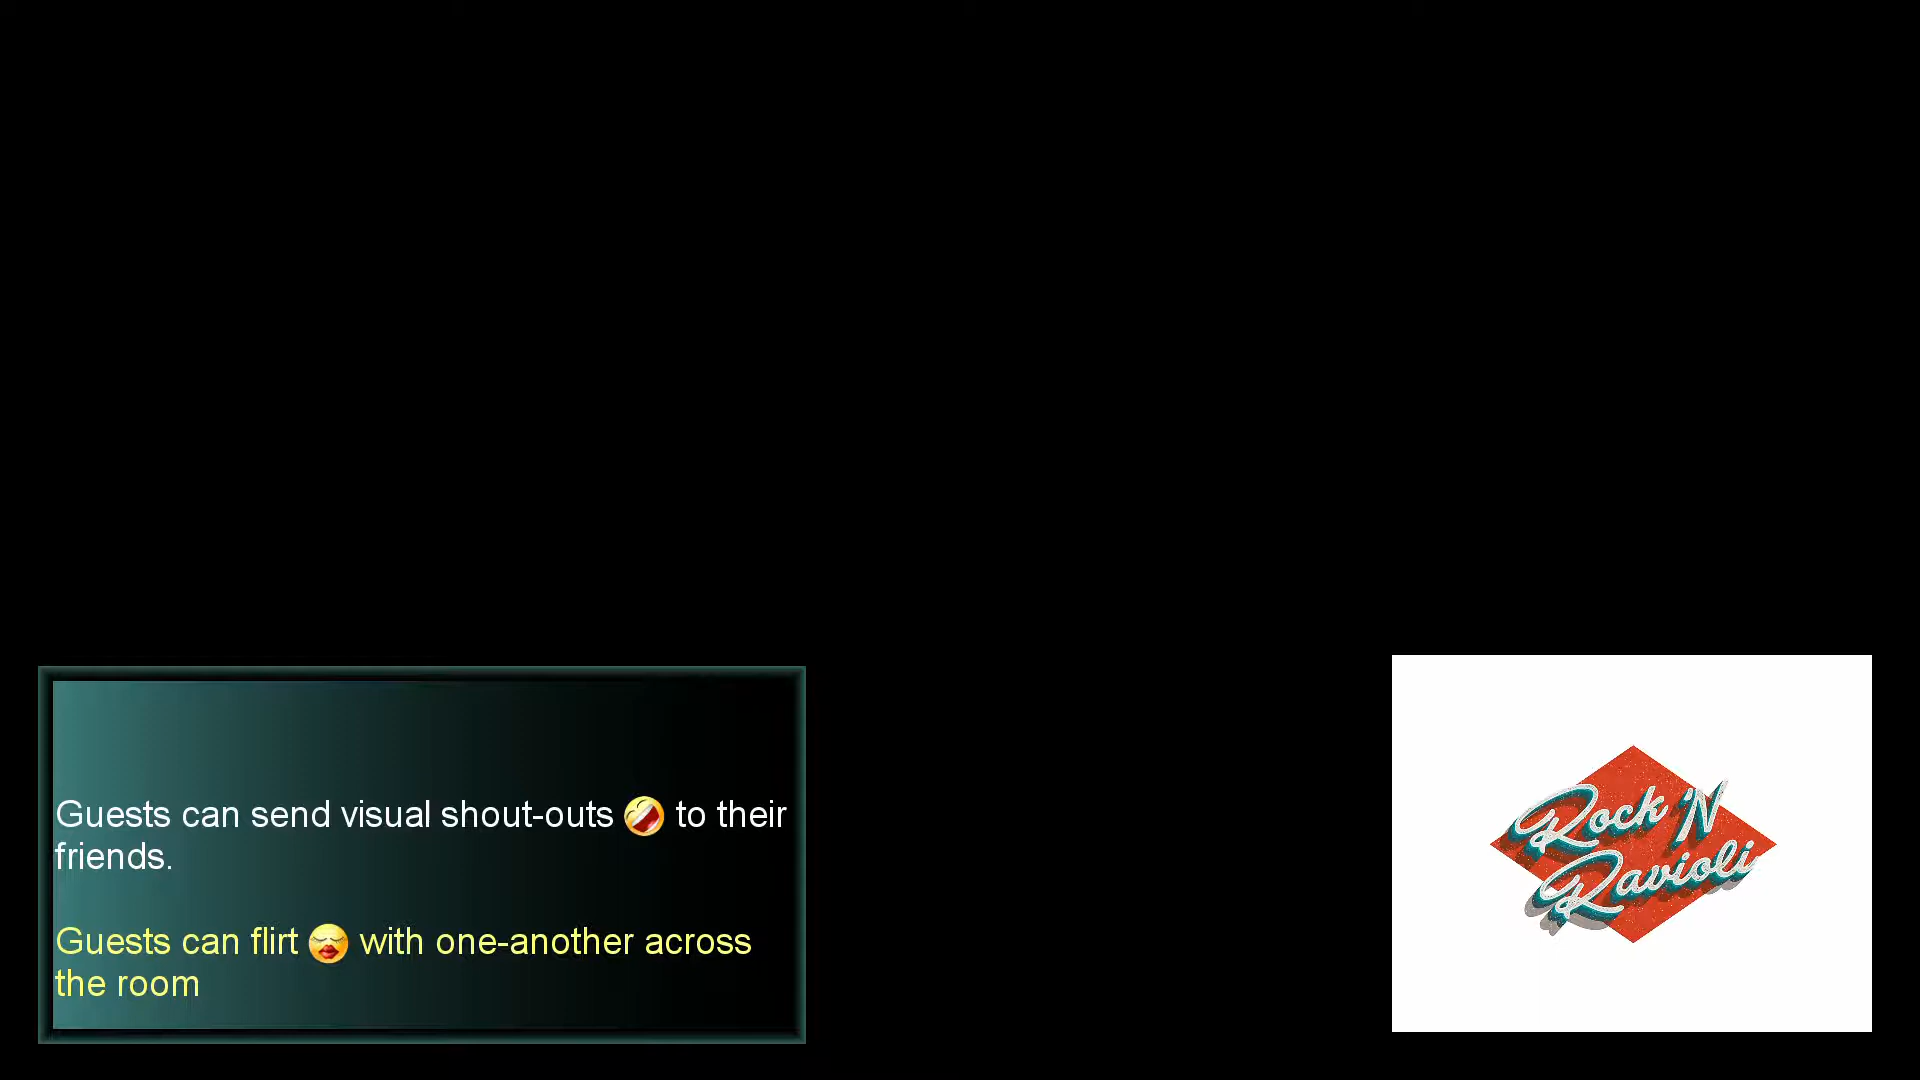 Guests can send visual shout-outs 🤣 to their
friends.
Guests can flirt 😚 with one-another across
the room
Rock 'N
Ravioli